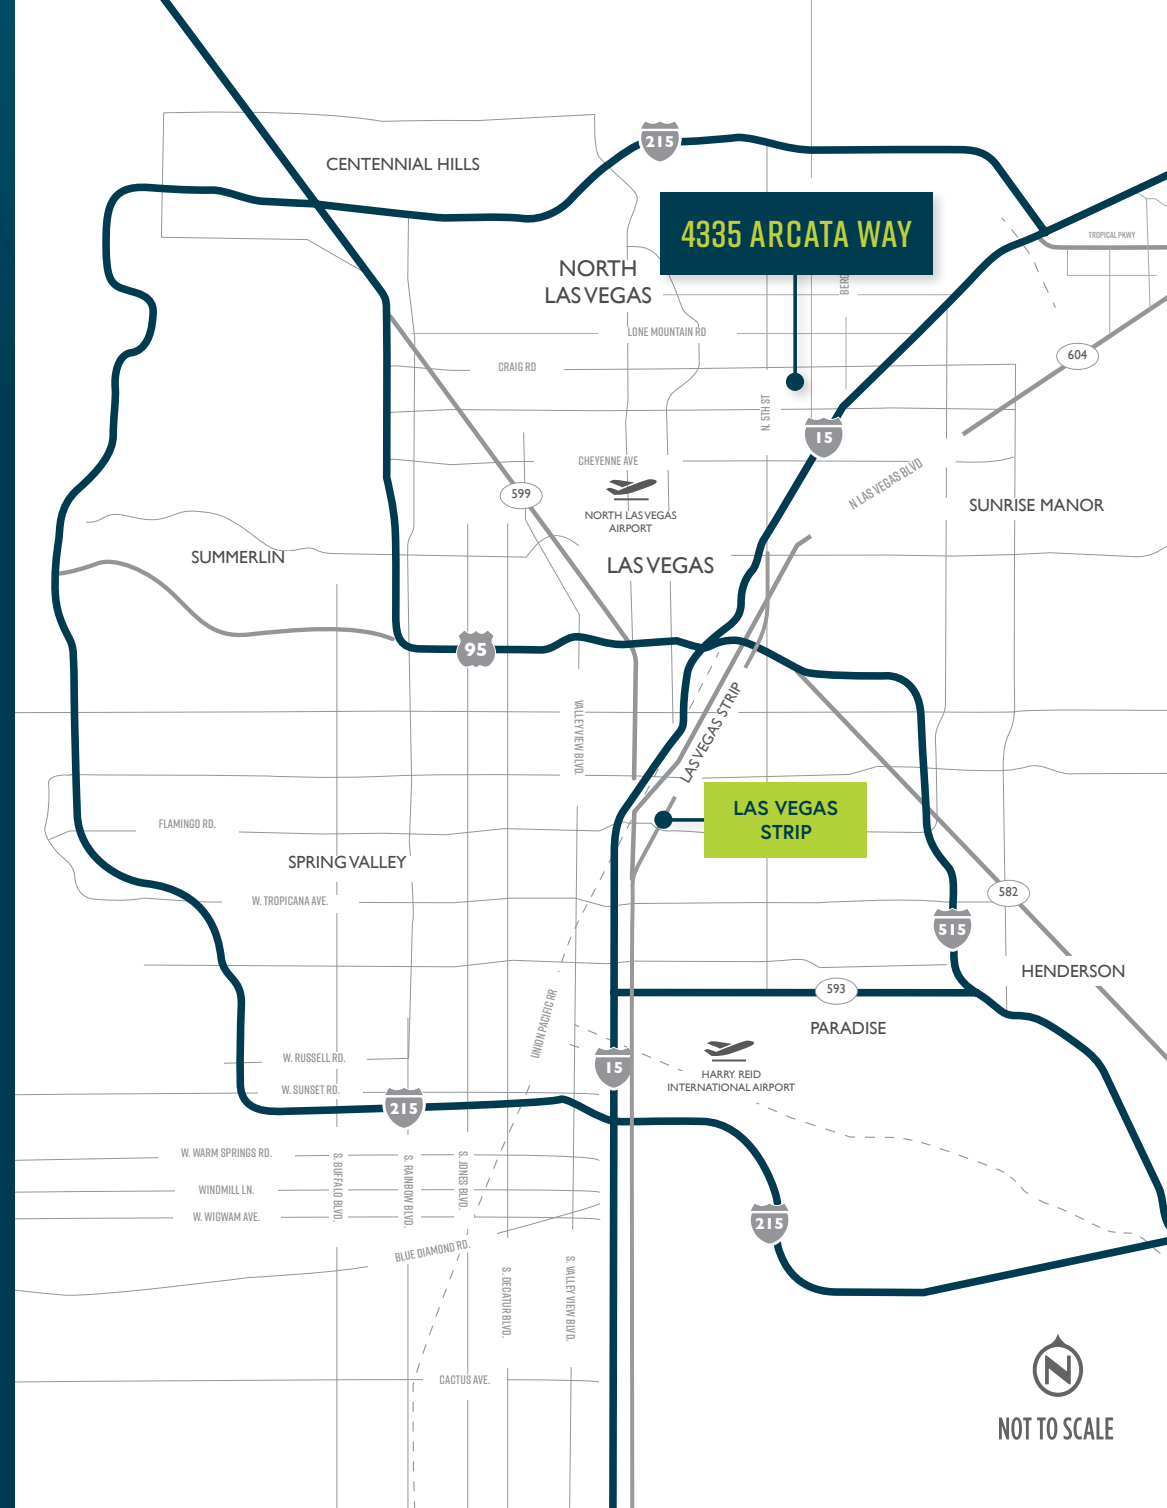 CENTENNIAL HILLS
215
4335 ARCATA WAY
TROPICAL PKWY
NORTH
LAS VEGAS
BERG
LONE MOUNTAIN RD
604
CRAIG RD
N. 5TH ST
15
CHEYENNE AVE
N LAS VEGAS BLVD
599
NORTH LAS VEGAS
AIRPORT
SUNRISE MANOR
SUMMERLIN
LAS VEGAS
95
VALLEY VIEW BLVD.
LAS VEGAS STRIP
LAS VEGAS
STRIP
FLAMINGO RD.
SPRING VALLEY
W. TROPICANA AVE.
582
515
HENDERSON
593
PARADISE
UNION PACIFIC RR
W. RUSSELL RD.
15
HARRY REID
INTERNATIONAL AIRPORT
W. SUNSET RD.
215
W. WARM SPRINGS RD.
S. BUFFALO BLVD.
S. RAINBOW BLVD.
S. JONES BLVD.
WINDMILL LN.
W. WIGWAM AVE.
215
BLUE DIAMOND RD.
S. DECATUR BLVD.
S. VALLEY VIEW BLVD.
CACTUS AVE.
N
NOT TO SCALE